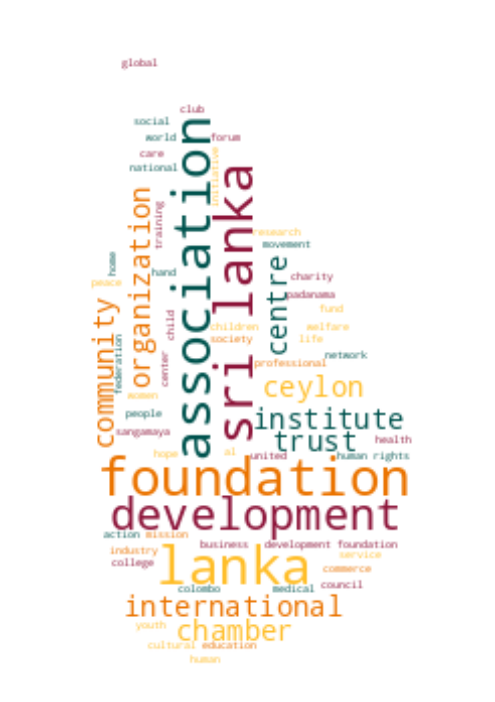 global
club
social
world
forum
care
national
initiative
association
sri lanka
organization
training
research
movement
home
hand
peace
centre
charity
padanama
fund
community
federation
child
children
welfare
society
life
center
network
professional
women
ceylon
people
institute
sangamaya
trust
health
hope
al
united
human rights
foundation
development
action
mission
business
development foundation
industry
service
college
lanka
commerce
colombo
medical
council
international
youth
chamber
cultural
education
human